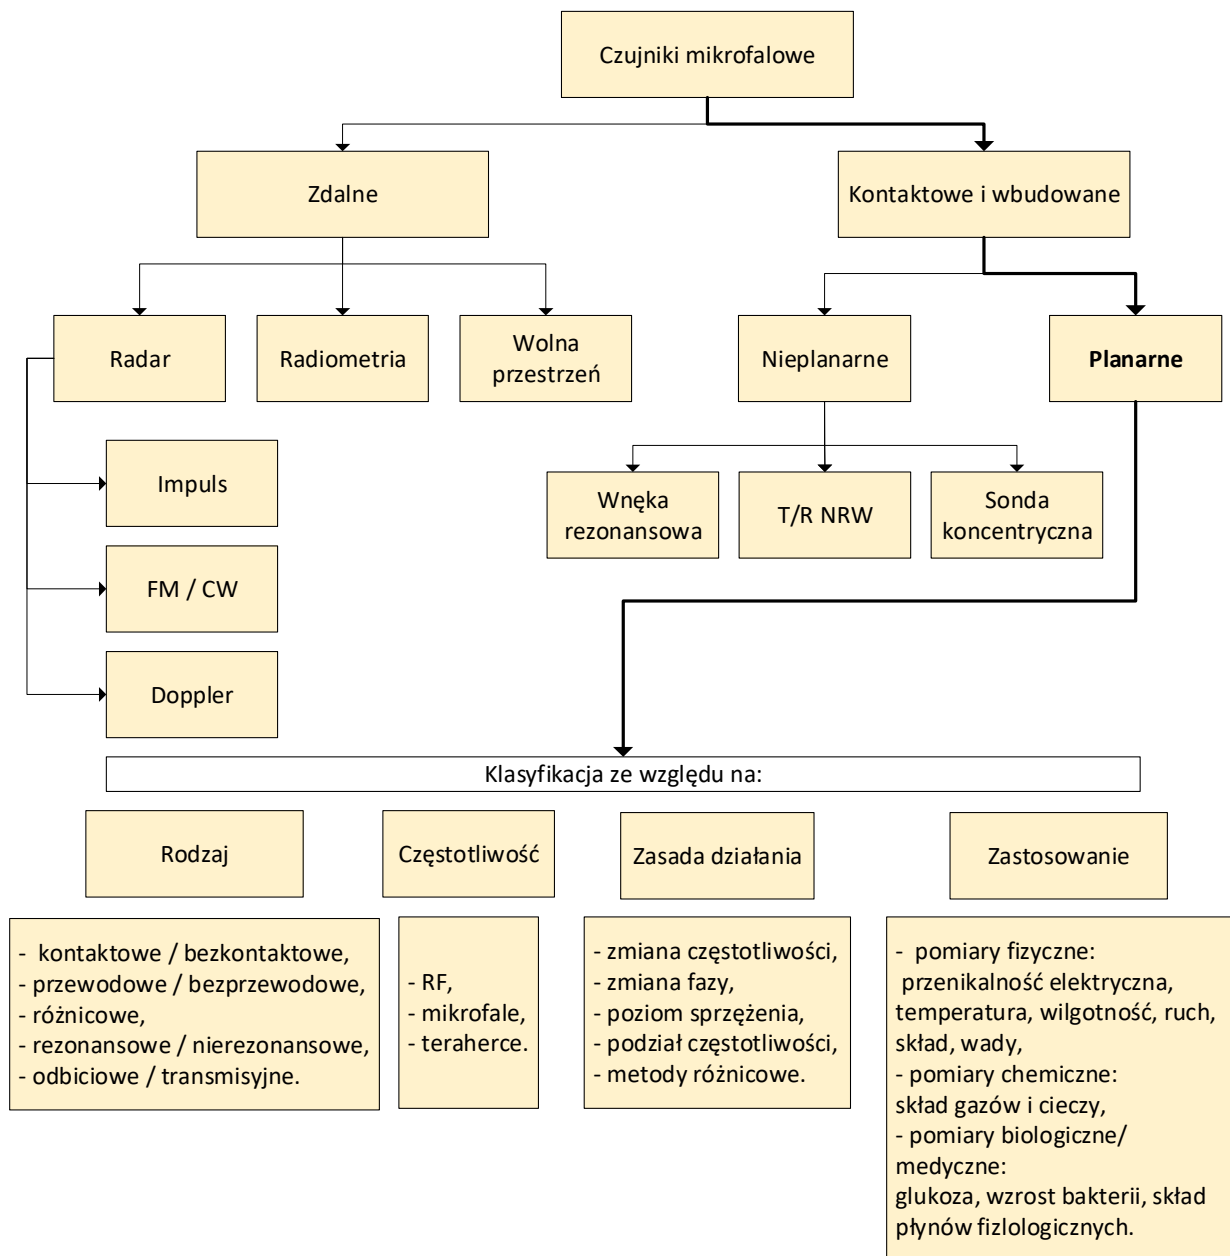 Czujniki mikrofalowe
Zdalne
Kontaktowe i wbudowane
Radar
Radiometria
Wolna
przestrzeń
Nieplanarne
Planarne
Impuls
FM / CW
Doppler
Wnęka
rezonansowa
T/R NRW
Sonda
koncentryczna
Klasyfikacja ze względu na:
Rodzaj
Częstotliwość
Zasada działania
Zastosowanie
- kontaktowe / bezkontaktowe,
- przewodowe / bezprzewodowe,
- różnicowe,
- rezonansowe / nierezonansowe,
- odbiciowe / transmisyjne.
- RF,
- mikrofale,
- teraherce.
- zmiana częstotliwości,
- zmiana fazy,
- poziom sprzężenia,
- podział częstotliwości,
- metody różnicowe.
- pomiary fizyczne:
przenikalność elektryczna,
temperatura, wilgotność, ruch,
skład, wady,
- pomiary chemiczne:
skład gazów i cieczy,
- pomiary biologiczne/
medyczne:
glukoza, wzrost bakterii, skład
płynów fizlologicznych.